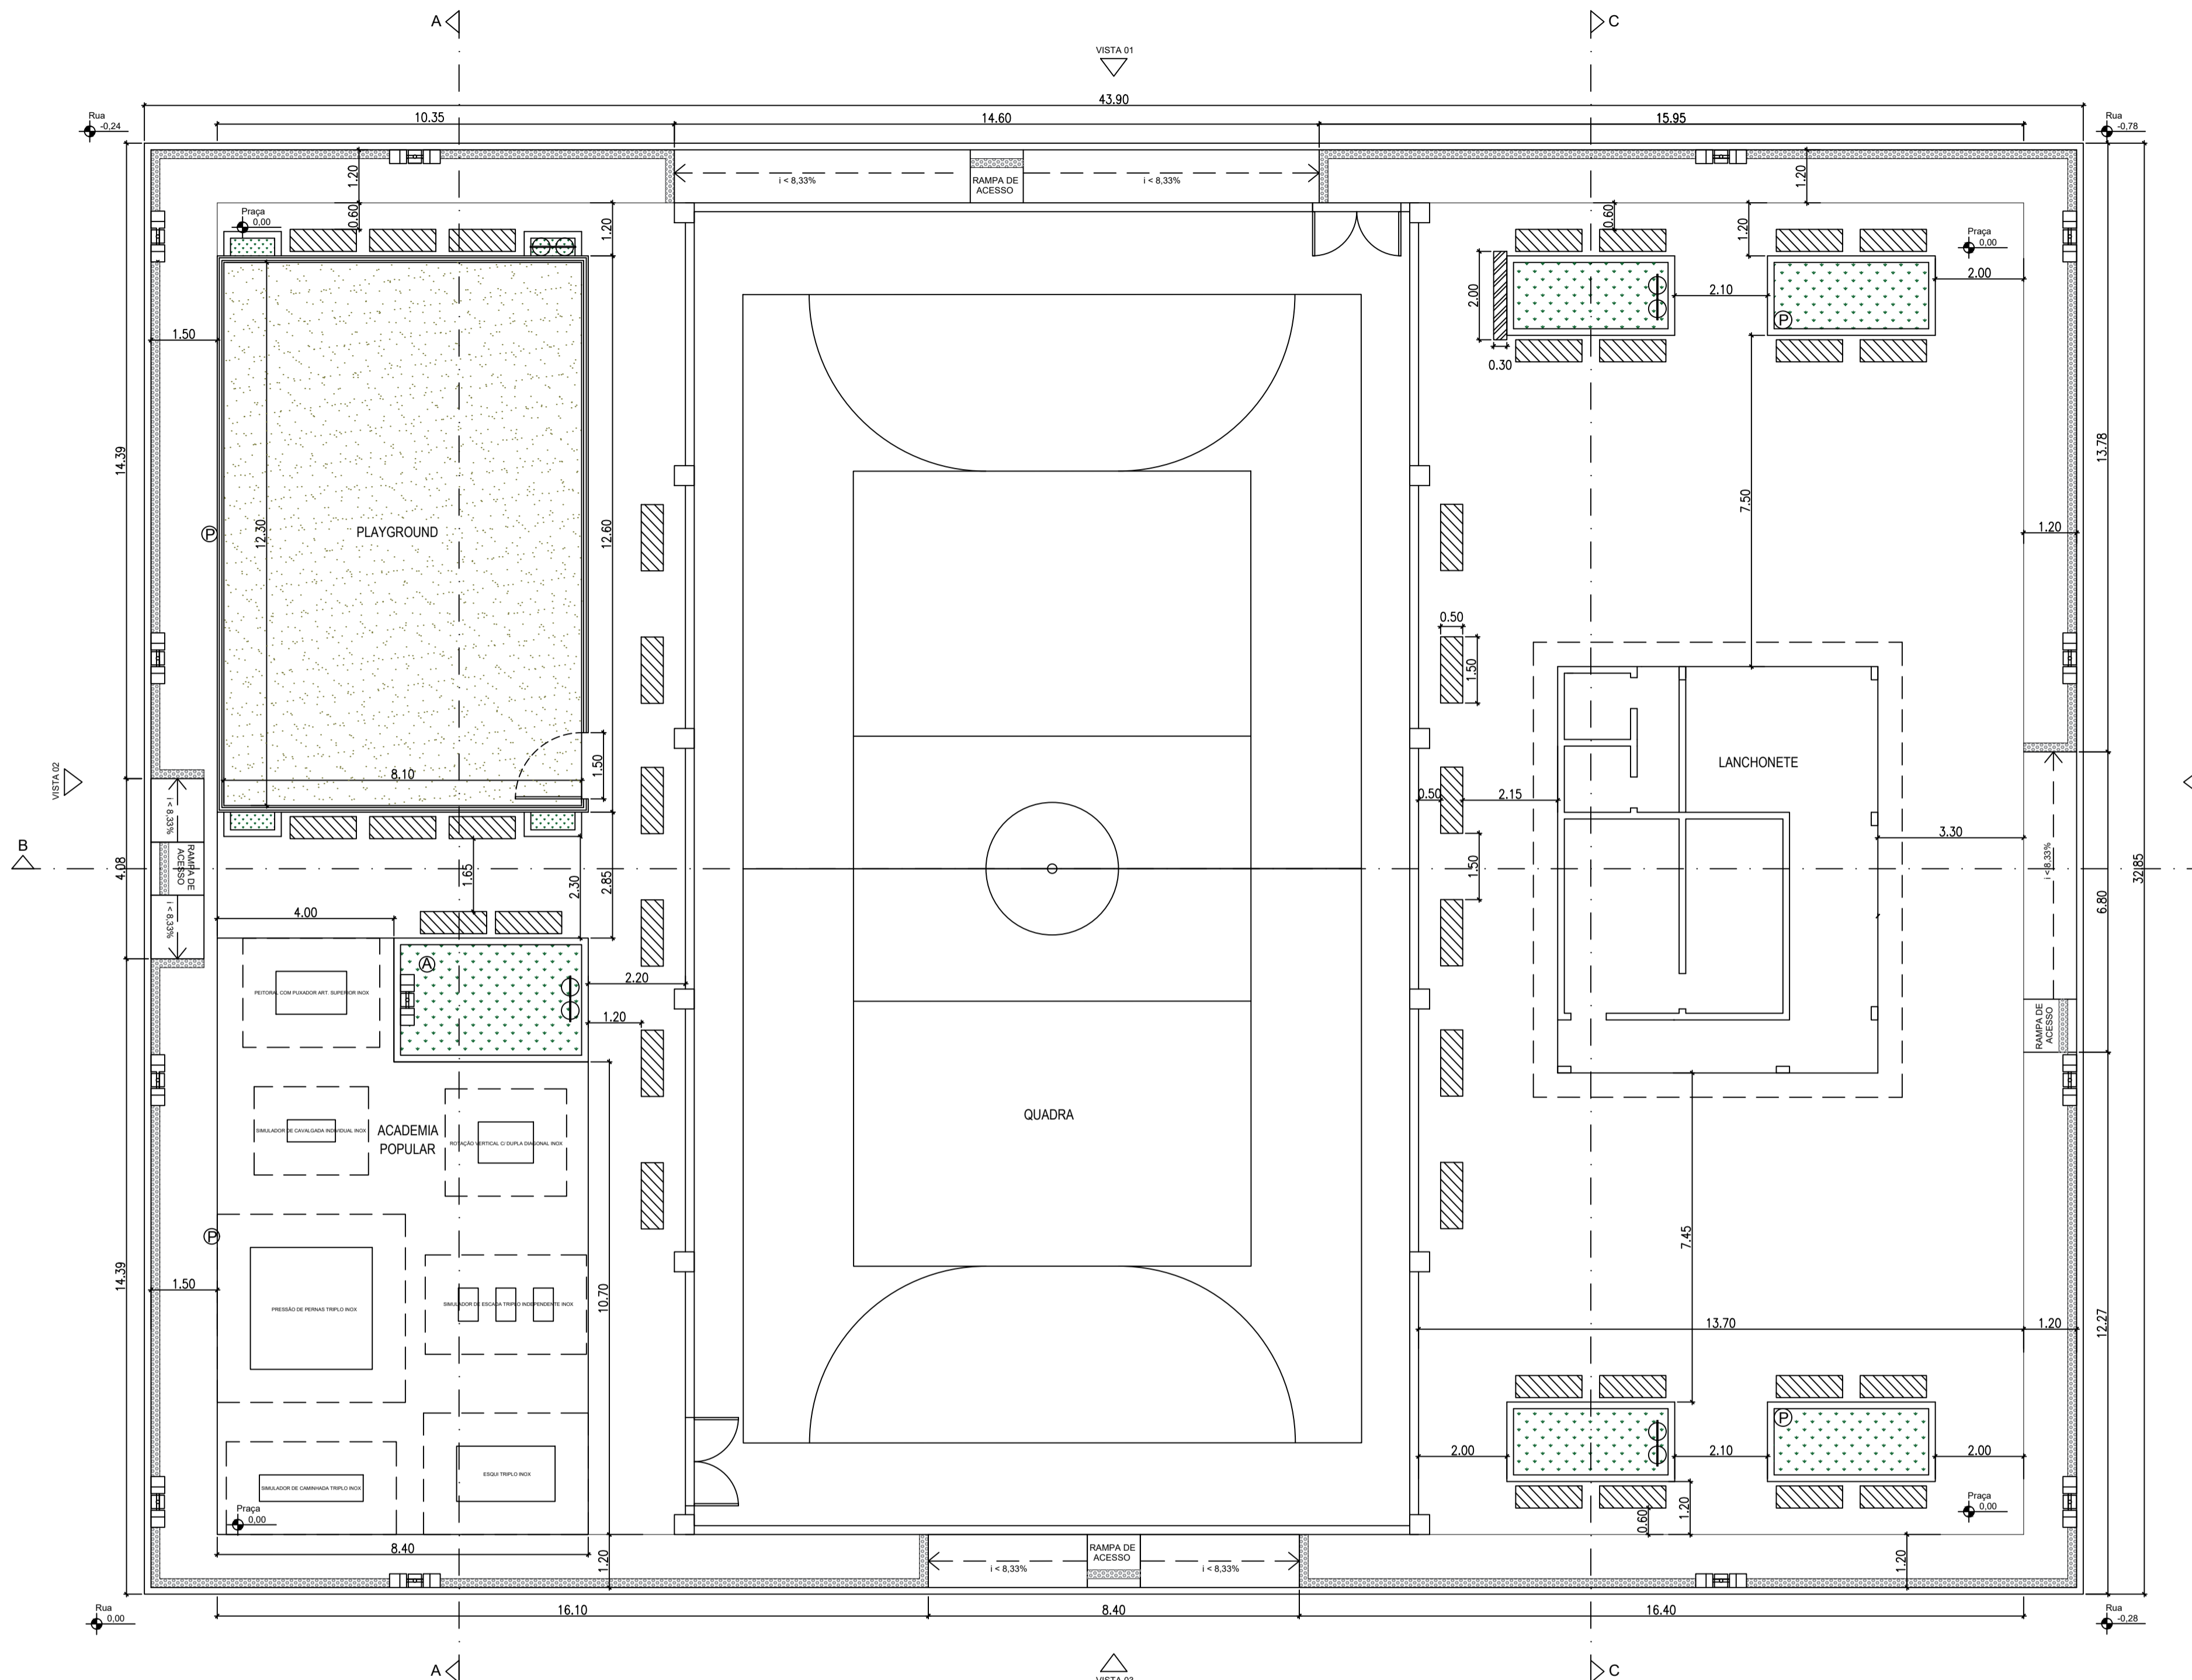 A
C
VISTA 01
43.90
Rua
-0,24
10.35
14.60
15.95
Rua
-0,78
1.20
i < 8,33%
RAMPA DE
ACESSO
i < 8,33%
1.20
Praça
0,00
0.60
1.20
0.60
1.20
Praça
0,00
2.00
2.10
2.00
P
0.30
1.50
14.39
13.78
P
12.30
PLAYGROUND
12.60
7.50
1.20
0.50
1.50
VISTA 02
8.10
1.50
LANCHONETE
i < 8,33%
0.50
2.15
3.30
B
4.08
RAMPA DE
ACESSO
1.65
2.30
2.85
1.50
i < 8,33%
3285
6.80
i < 8,33%
4.00
A
PEITORAL COM PUXADOR ART. SUPERIOR INOX
2.20
1.20
RAMPA DE
ACESSO
QUADRA
SIMULADOR DE CAVALGADA INDIVIDUAL INOX
ACADEMIA
POPULAR
ROTAÇÃO VERTICAL C/ DUPLA DIAGONAL INOX
P
7.45
14.39
1.50
10.70
PRESSÃO DE PERNAS TRIPLO INOX
SIMULADOR DE ESCADA TRIPLO INDEPENDENTE INOX
13.70
1.20
12.27
P
2.00
2.10
2.00
ESQUI TRIPLO INOX
SIMULADOR DE CAMINHADA TRIPLO INOX
Praça
0,00
0.60
1.20
Praça
0,00
8.40
1.20
RAMPA DE
ACESSO
i < 8,33%
i < 8,33%
1.20
Rua
0,00
16.10
8.40
16.40
Rua
-0,28
A
C
VISTA 03